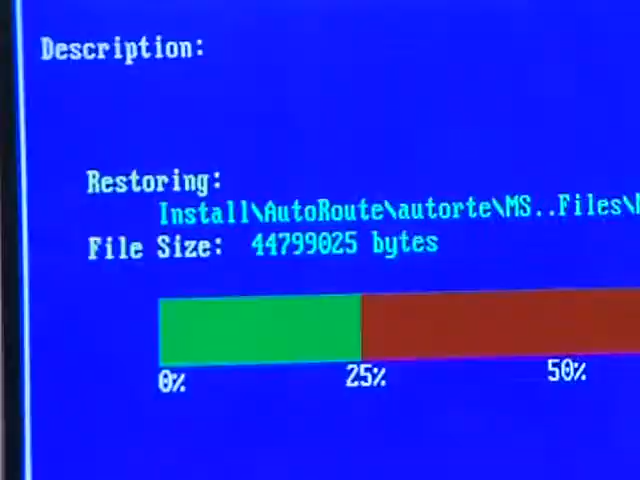 Description:
Restoring:
Install\AutoRoute\autorte\MS..Files\
File Size: 44799025 bytes
0% 25% 50%